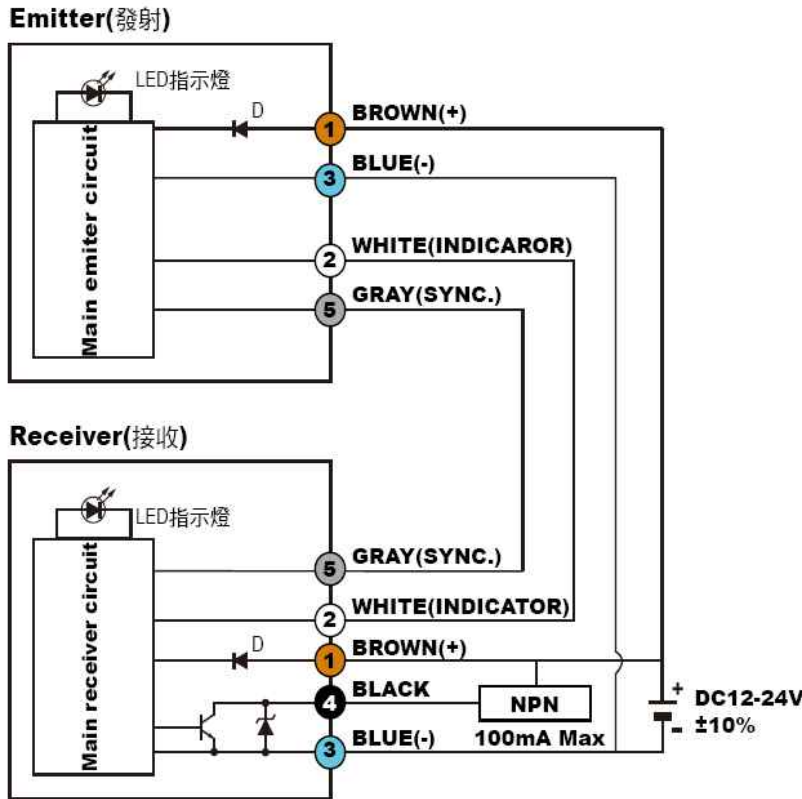 Emitter(發射)
LED指示燈
D
Main emiter circuit
1
BROWN(+)
3
BLUE(-)
2
WHITE(INDICAROR)
5
GRAY(SYNC.)
Receiver(接收)
LED指示燈
Main receiver circuit
5
GRAY(SYNC.)
2
WHITE(INDICATOR)
D
1
BROWN(+)
4
BLACK
NPN
100mA Max
3
BLUE(-)
+
DC12-24V
±10%
-